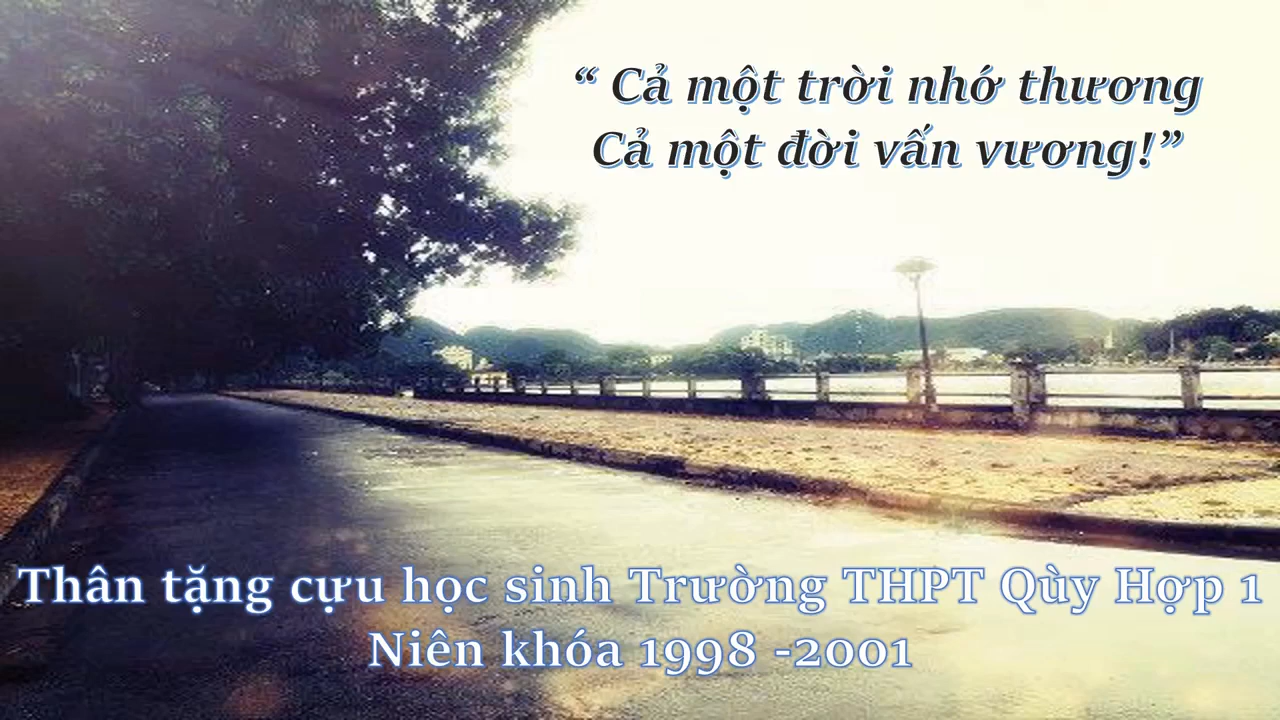 “ Cả một trời nhớ thương
Cả một đời vấn vương!”
Thân tặng cựu học sinh Trường THPT Qùy Hợp 1
Niên khóa 1998 -2001